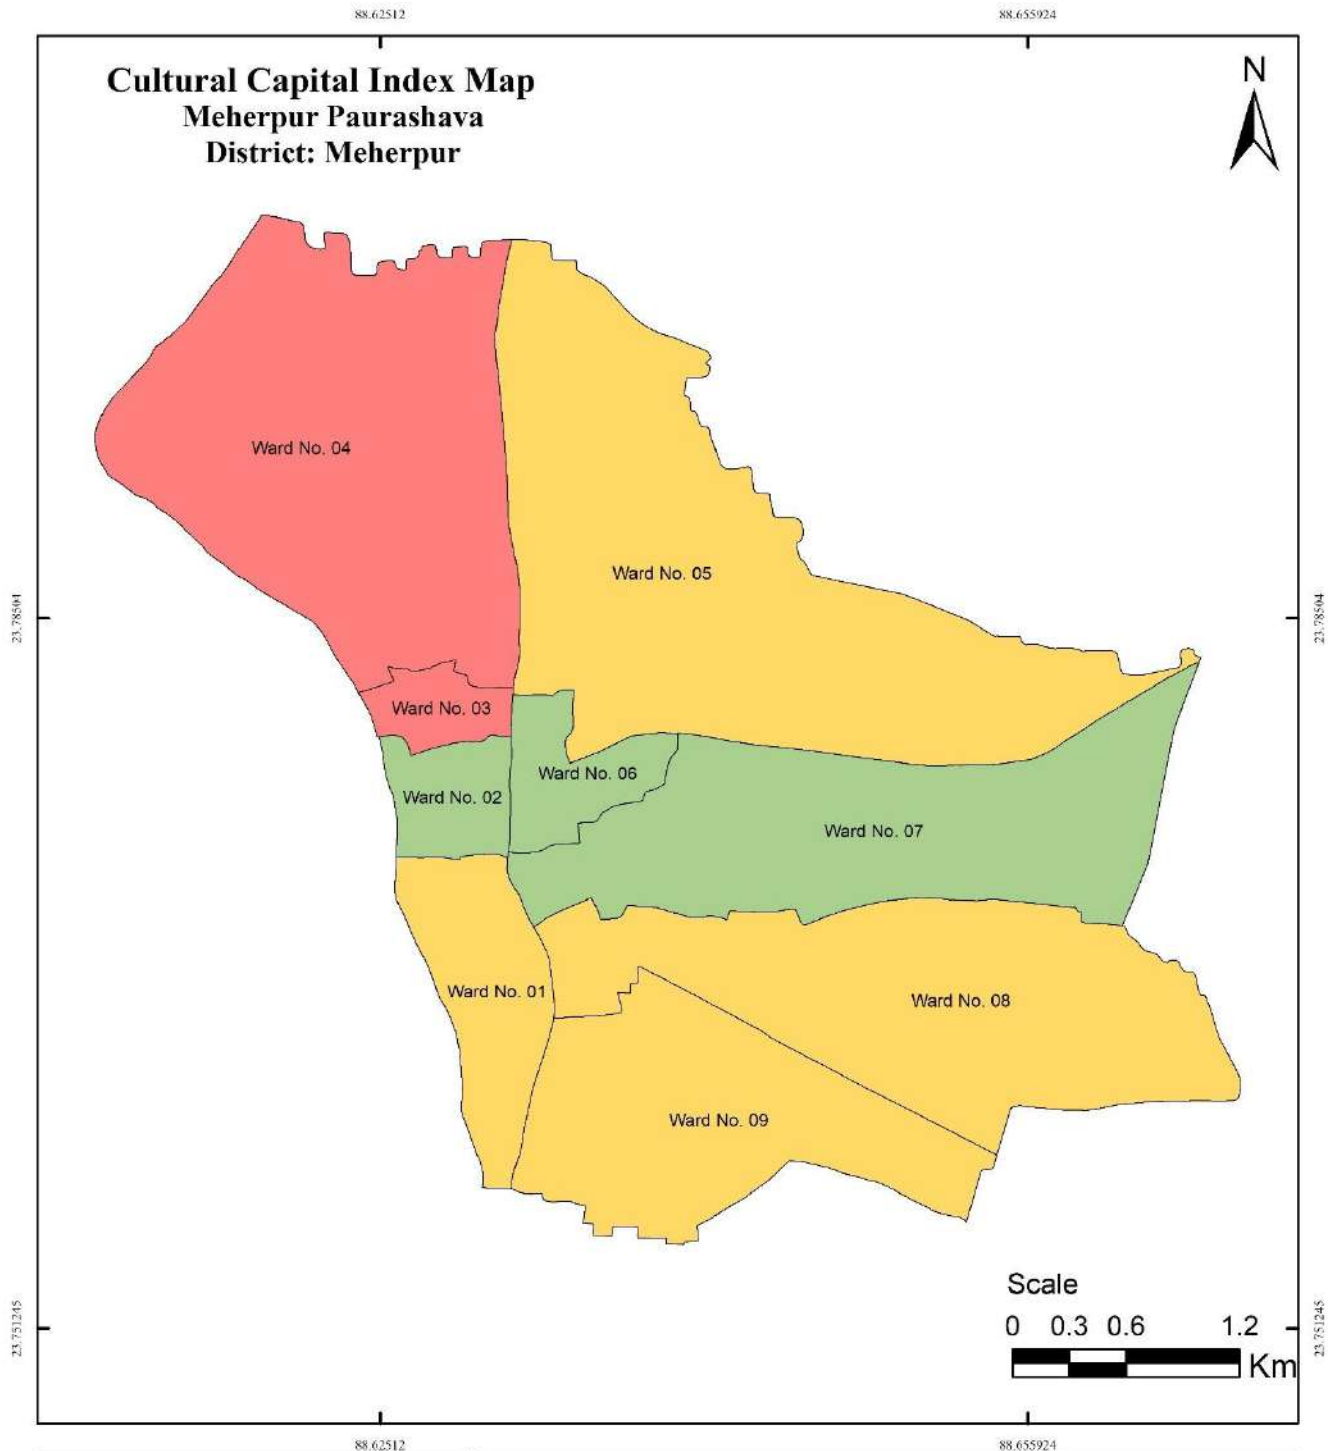 88.62512
88.655924
Cultural Capital Index Map
Meherpur Paurashava
District: Meherpur
N
Ward No. 04
Ward No. 05
23.78504
23.78504
Ward No. 03
Ward No. 06
Ward No. 02
Ward No. 07
Ward No. 01
Ward No. 08
Ward No. 09
Scale
0 0.3 0.6 1.2
Km
23.751245
23.751245
88.62512
88.655924